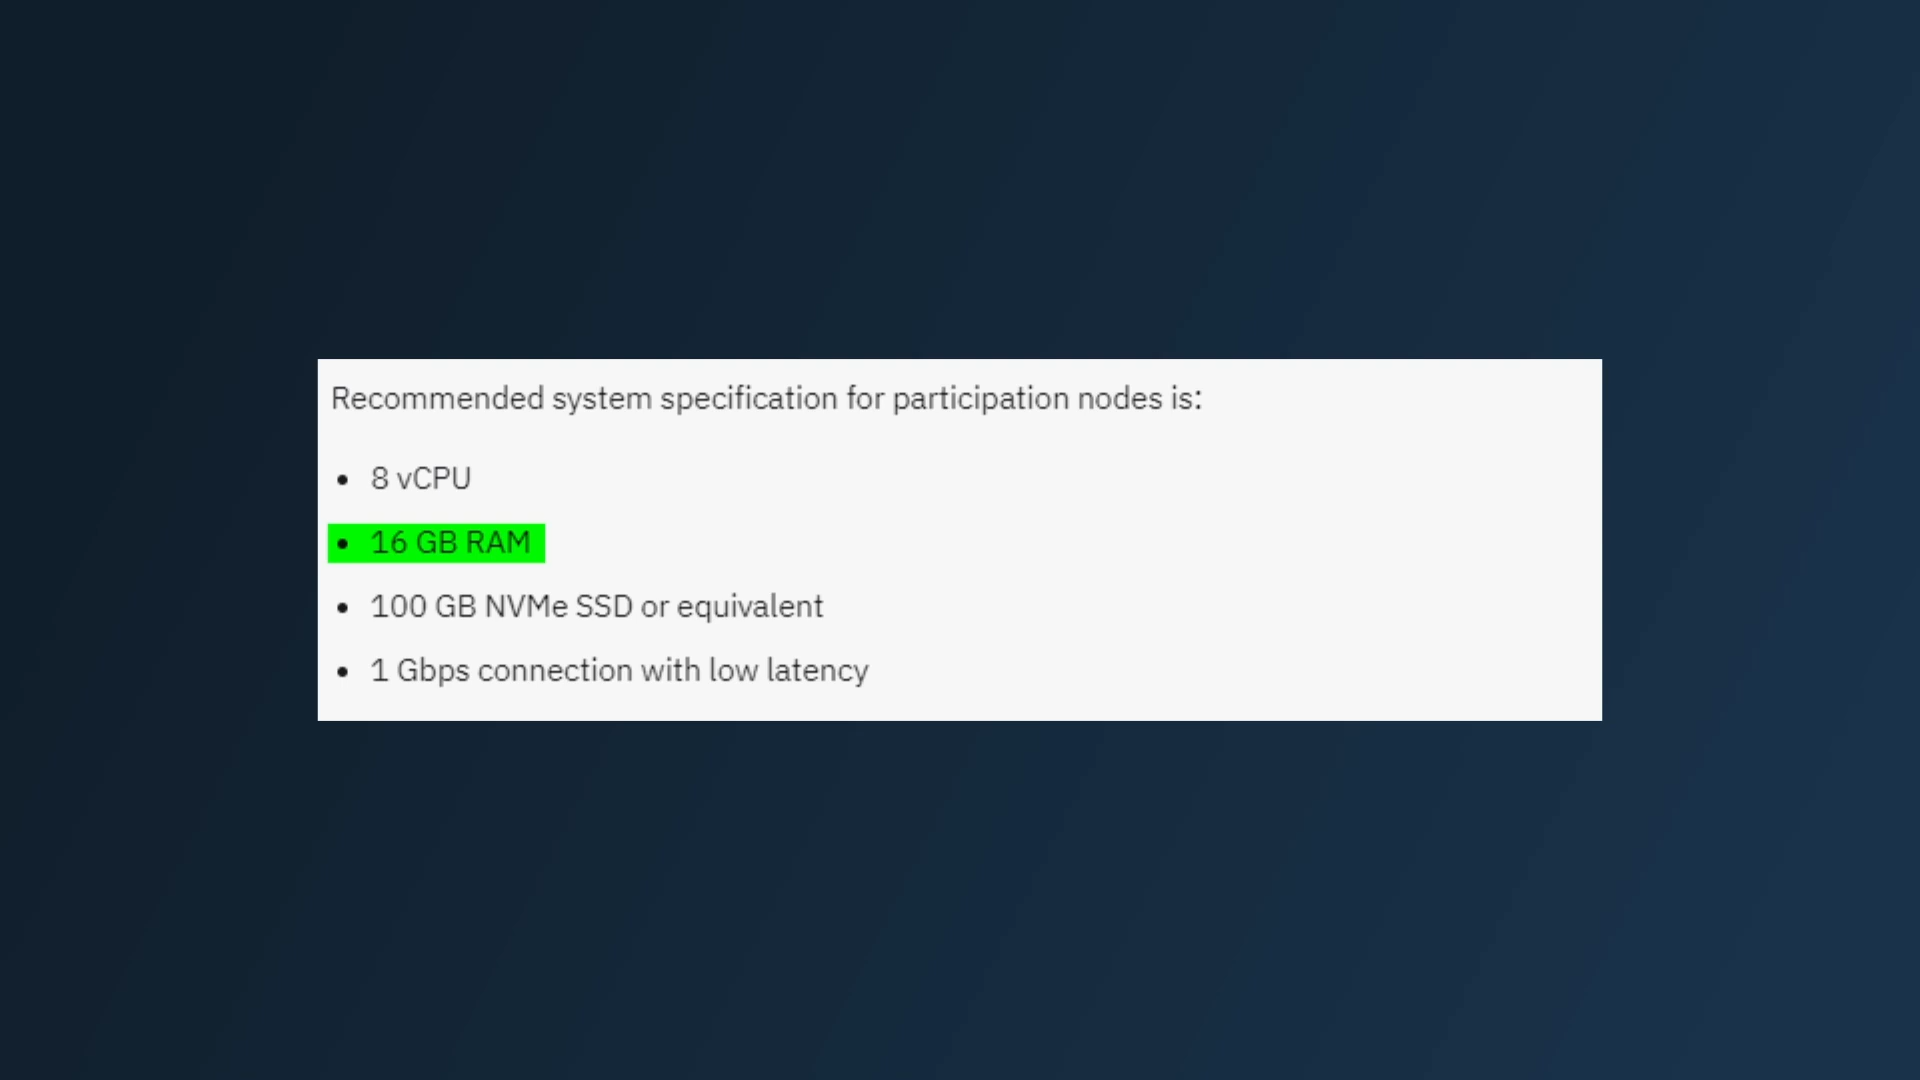 Recommended system specification for participation nodes is:
• 8 vCPU
• 16 GB RAM
• 100 GB NVMe SSD or equivalent
• 1 Gbps connection with low latency